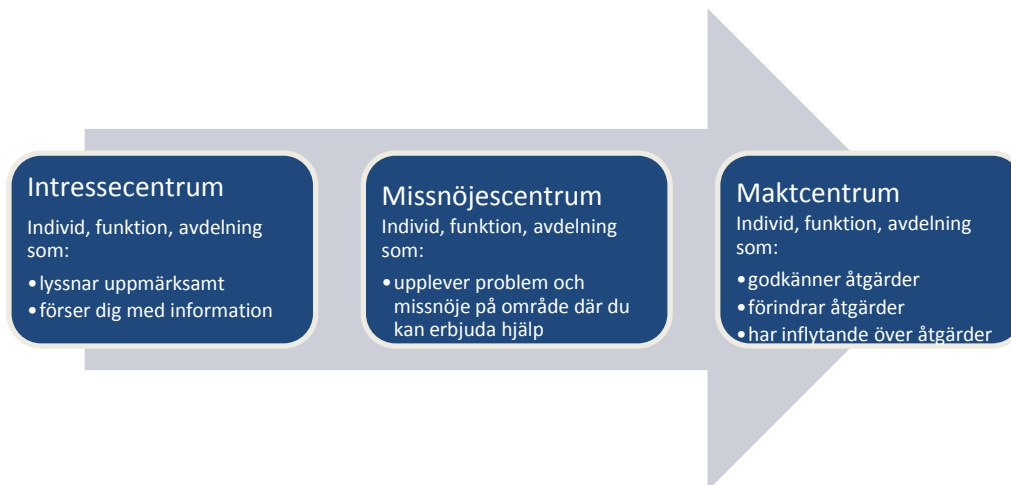 Intressecentrum
Individ, funktion, avdelning
som:
•lyssnar uppmärksamt
•förser dig med information
Missnöjescentrum
Individ, funktion, avdelning
som:
•upplever problem och
missnöje på område där du
kan erbjuda hjälp
Maktcentrum
Individ, funktion, avdelning
som:
•godkänner åtgärder
•förindrar åtgärder
•har inflytande över åtgärder